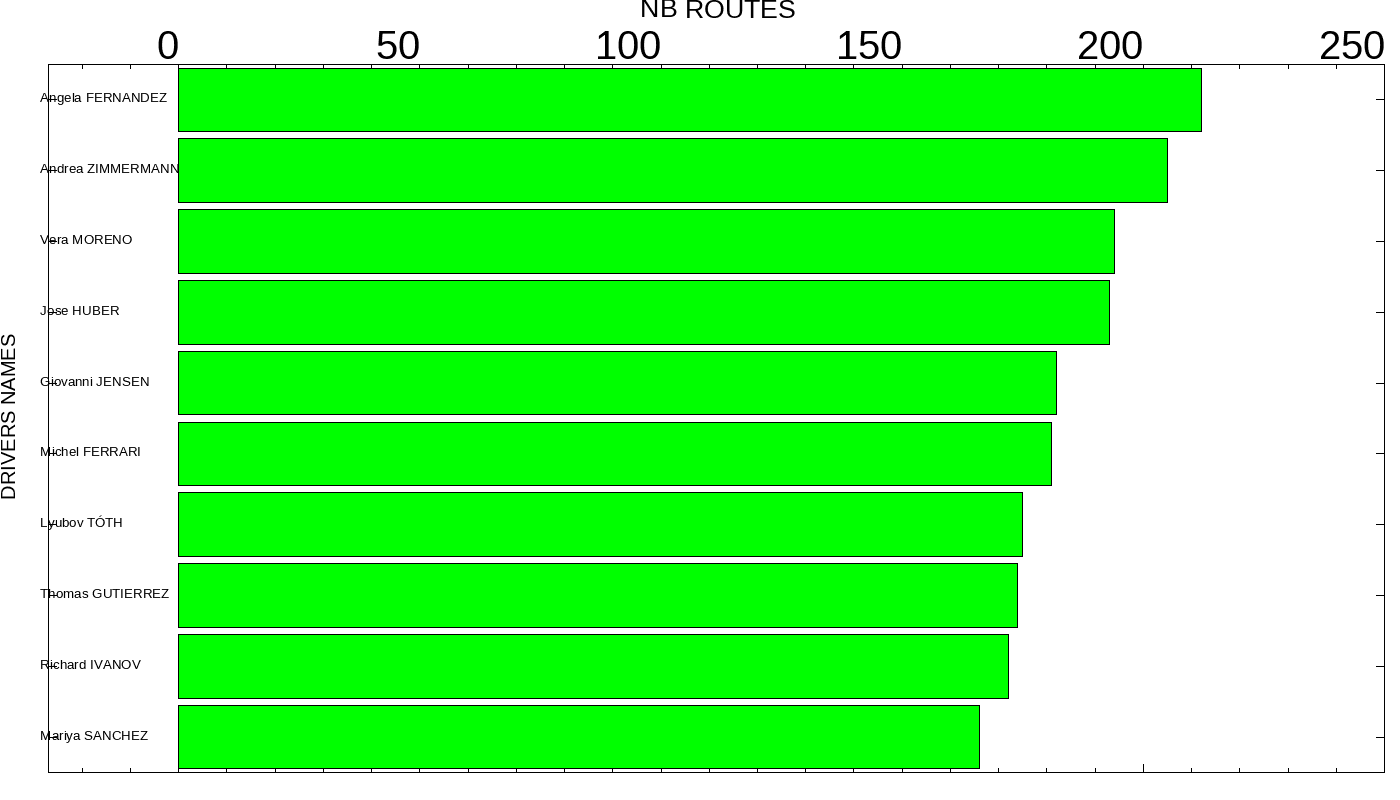 NB ROUTES
0 50 100 150 200 250
Angela FERNANDEZ
Andrea ZIMMERMANN
Vera MORENO
Jose HUBER
Giovanni JENSEN
Michel FERRARI
Lyubov TÓTH
Thomas GUTIERREZ
Richard IVANOV
Mariya SANCHEZ
DRIVERS NAMES